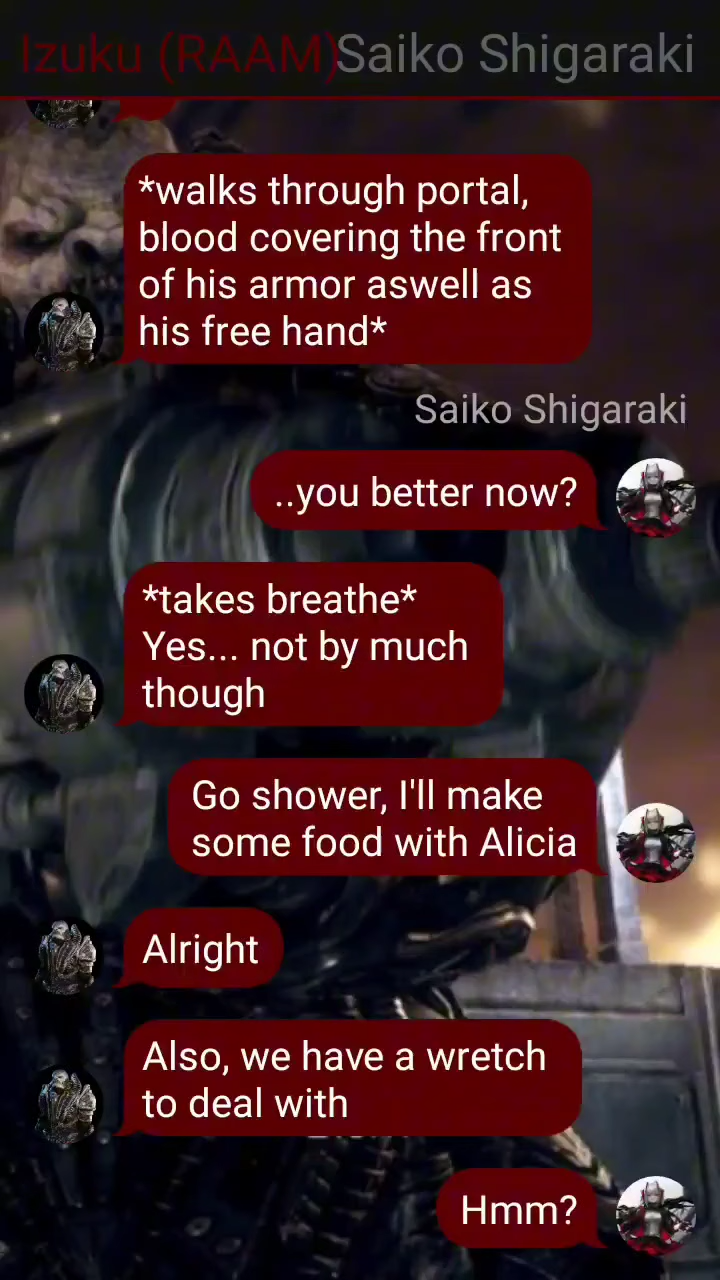 Izuku (RAAM) Saiko Shigaraki
*walks through portal,
blood covering the front
of his armor aswell as
his free hand*
Saiko Shigaraki
..you better now?
*takes breathe*
Yes... not by much
though
Go shower, I'll make
some food with Alicia
Alright
Also, we have a wretch
to deal with
Hmm?